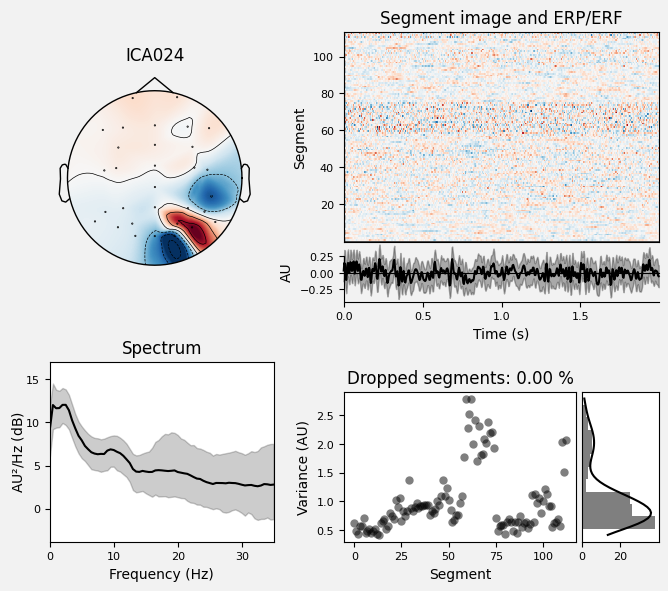 ICA024
Segment image and ERP/ERF
Segment
100
80
60
40
20
AU
0.25
0.00
−0.25
0.0 0.5 1.0 1.5
Time (s)
Spectrum
AU²/Hz (dB)
15
10
5
0
0 10 20 30
Frequency (Hz)
Dropped segments: 0.00 %
Variance (AU)
2.5
2.0
1.5
1.0
0.5
0 25 50 75 100
Segment
0 20